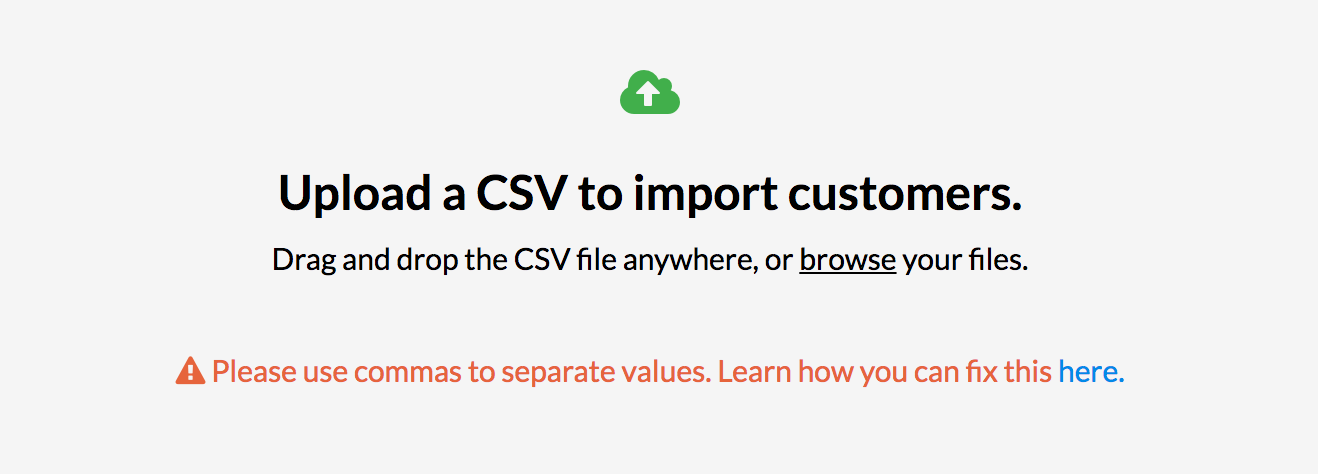 Upload a CSV to import customers.
Drag and drop the CSV file anywhere, or browse your files.
Please use commas to separate values. Learn how you can fix this here.